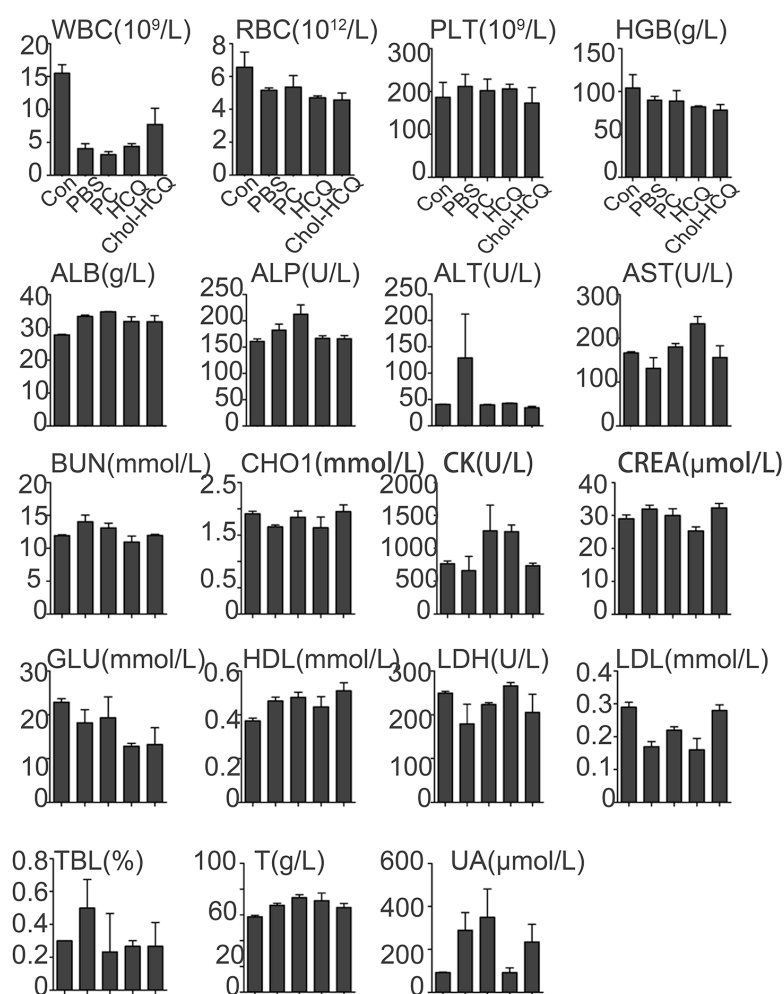 WBC(10⁹/L) RBC(10¹²/L) PLT(10⁹/L) HGB(g/L)
20 8 300 150
15 6 200 100
10 4 100 50
5 2 0 0
0 0
Con PBS PC HCQ Chol-HCQ Con PBS PC HCQ Chol-HCQ Con PBS PC HCQ Chol-HCQ Con PBS PC HCQ Chol-HCQ
ALB(g/L) ALP(U/L) ALT(U/L) AST(U/L)
40 250 250 300
30 200 200 200
20 150 150 100
10 100 100 0
0 50 50
0 0
BUN(mmol/L) CHO1(mmol/L) CK(U/L) CREA(μmol/L)
20 2.5 2000 40
15 1.5 1500 30
10 0.5 1000 20
5 0 500 10
0 0 0
GLU(mmol/L) HDL(mmol/L) LDH(U/L) LDL(mmol/L)
30 0.6 300 0.4
20 0.4 200 0.3
10 0.2 100 0.2
0 0 0 0.1
0
TBL(%) T(g/L) UA(μmol/L)
0.8 100 600
0.6 60 400
0.4 20 200
0.2 0 0
0